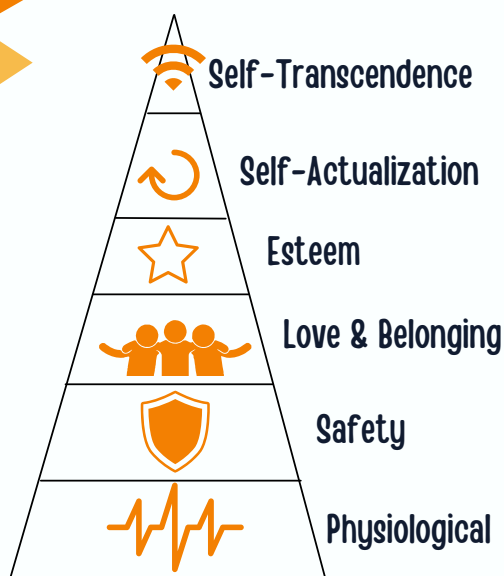 Self-Transcendence
Self-Actualization
Esteem
Love & Belonging
Safety
Physiological